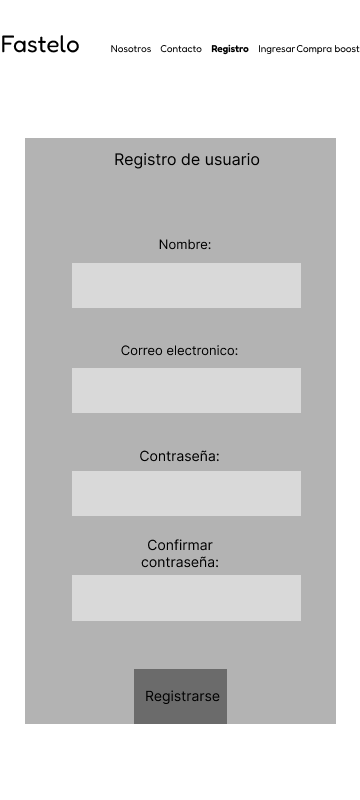 Fastelo
Nosotros Contacto Registro Ingresar Compra boost
Registro de usuario
Nombre:
Correo electronico:
Contraseña:
Confirmar
contraseña:
Registrarse